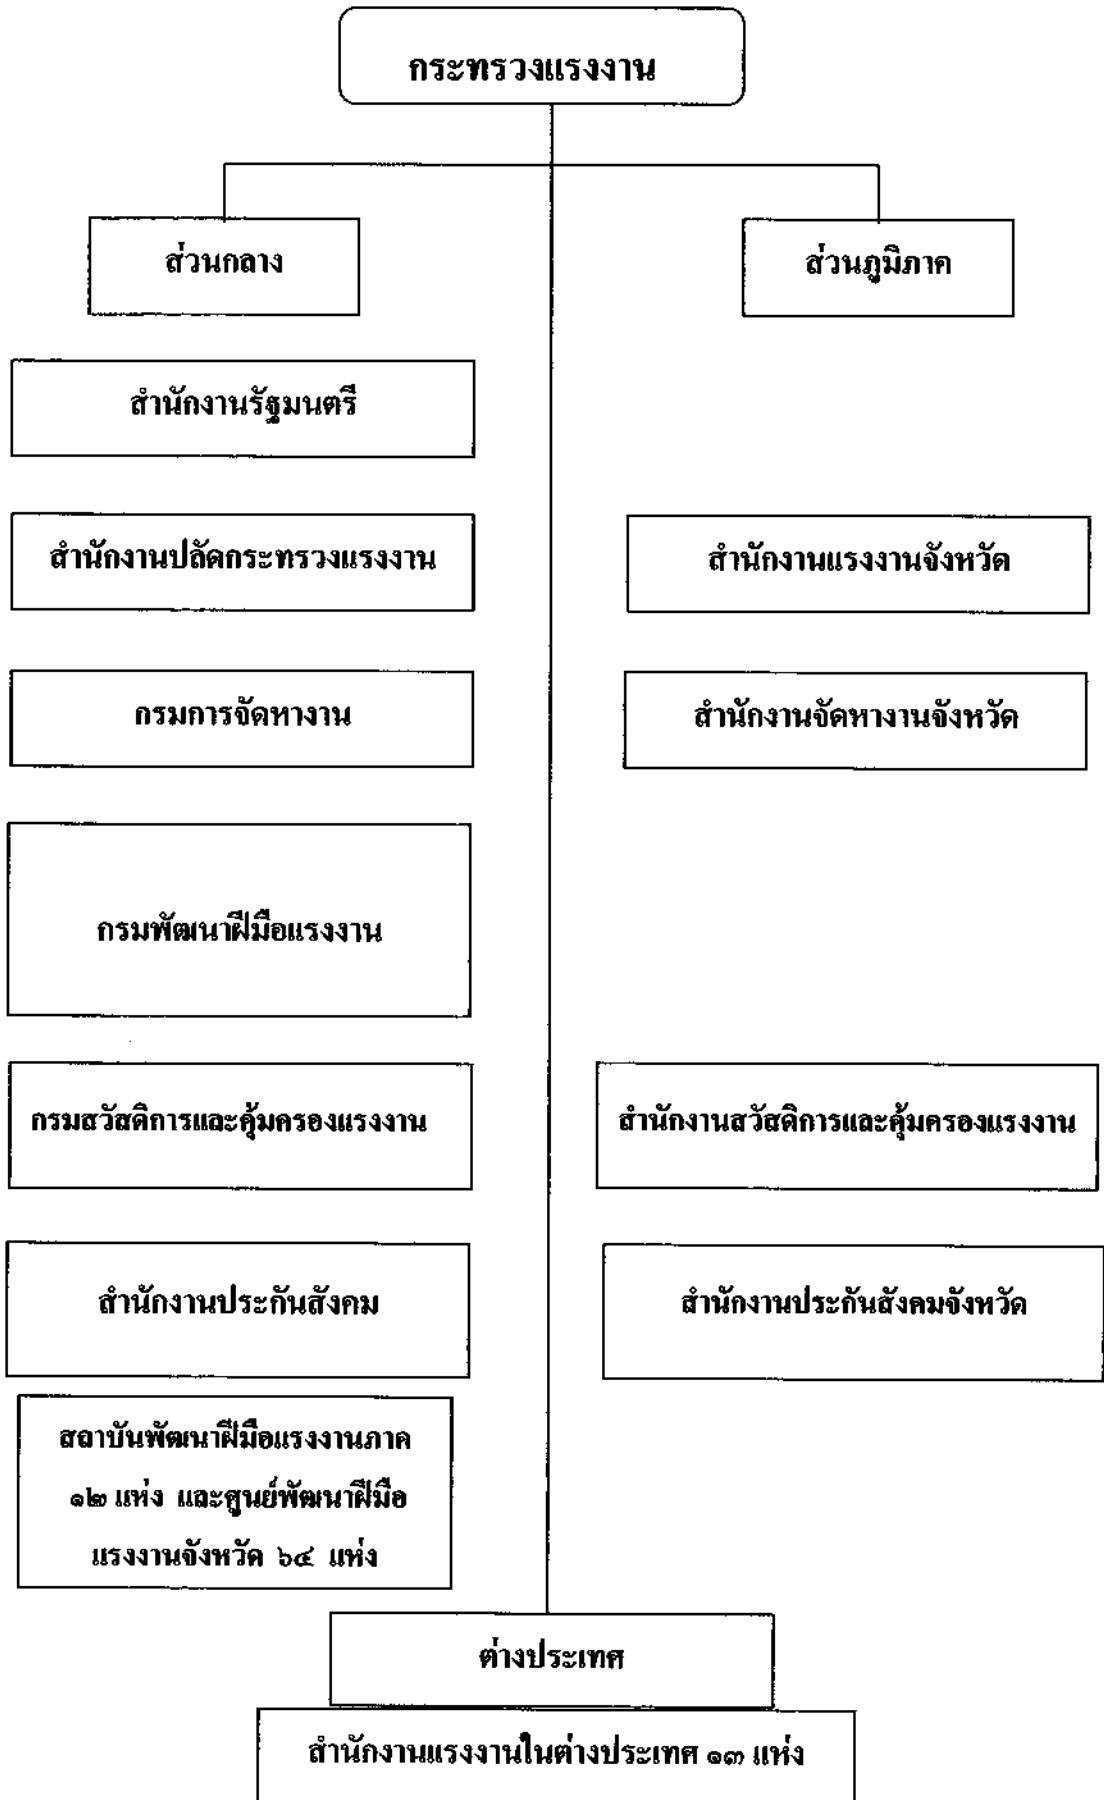 กระทรวงแรงงาน
ส่วนกลาง
ส่วนภูมิภาค
สำนักงานรัฐมนตรี
สำนักงานปลัดกระทรวงแรงงาน
สำนักงานแรงงานจังหวัด
กรมการจัดหางาน
สำนักงานจัดหางานจังหวัด
กรมพัฒนาฝีมือแรงงาน
กรมสวัสดิการและคุ้มครองแรงงาน
สำนักงานสวัสดิการและคุ้มครองแรงงาน
สำนักงานประกันสังคม
สำนักงานประกันสังคมจังหวัด
สถาบันพัฒนาฝีมือแรงงานภาค
๑๒ แห่ง และศูนย์พัฒนาฝีมือ
แรงงานจังหวัด ๖๔ แห่ง
ต่างประเทศ
สำนักงานแรงงานในต่างประเทศ ๑๓ แห่ง